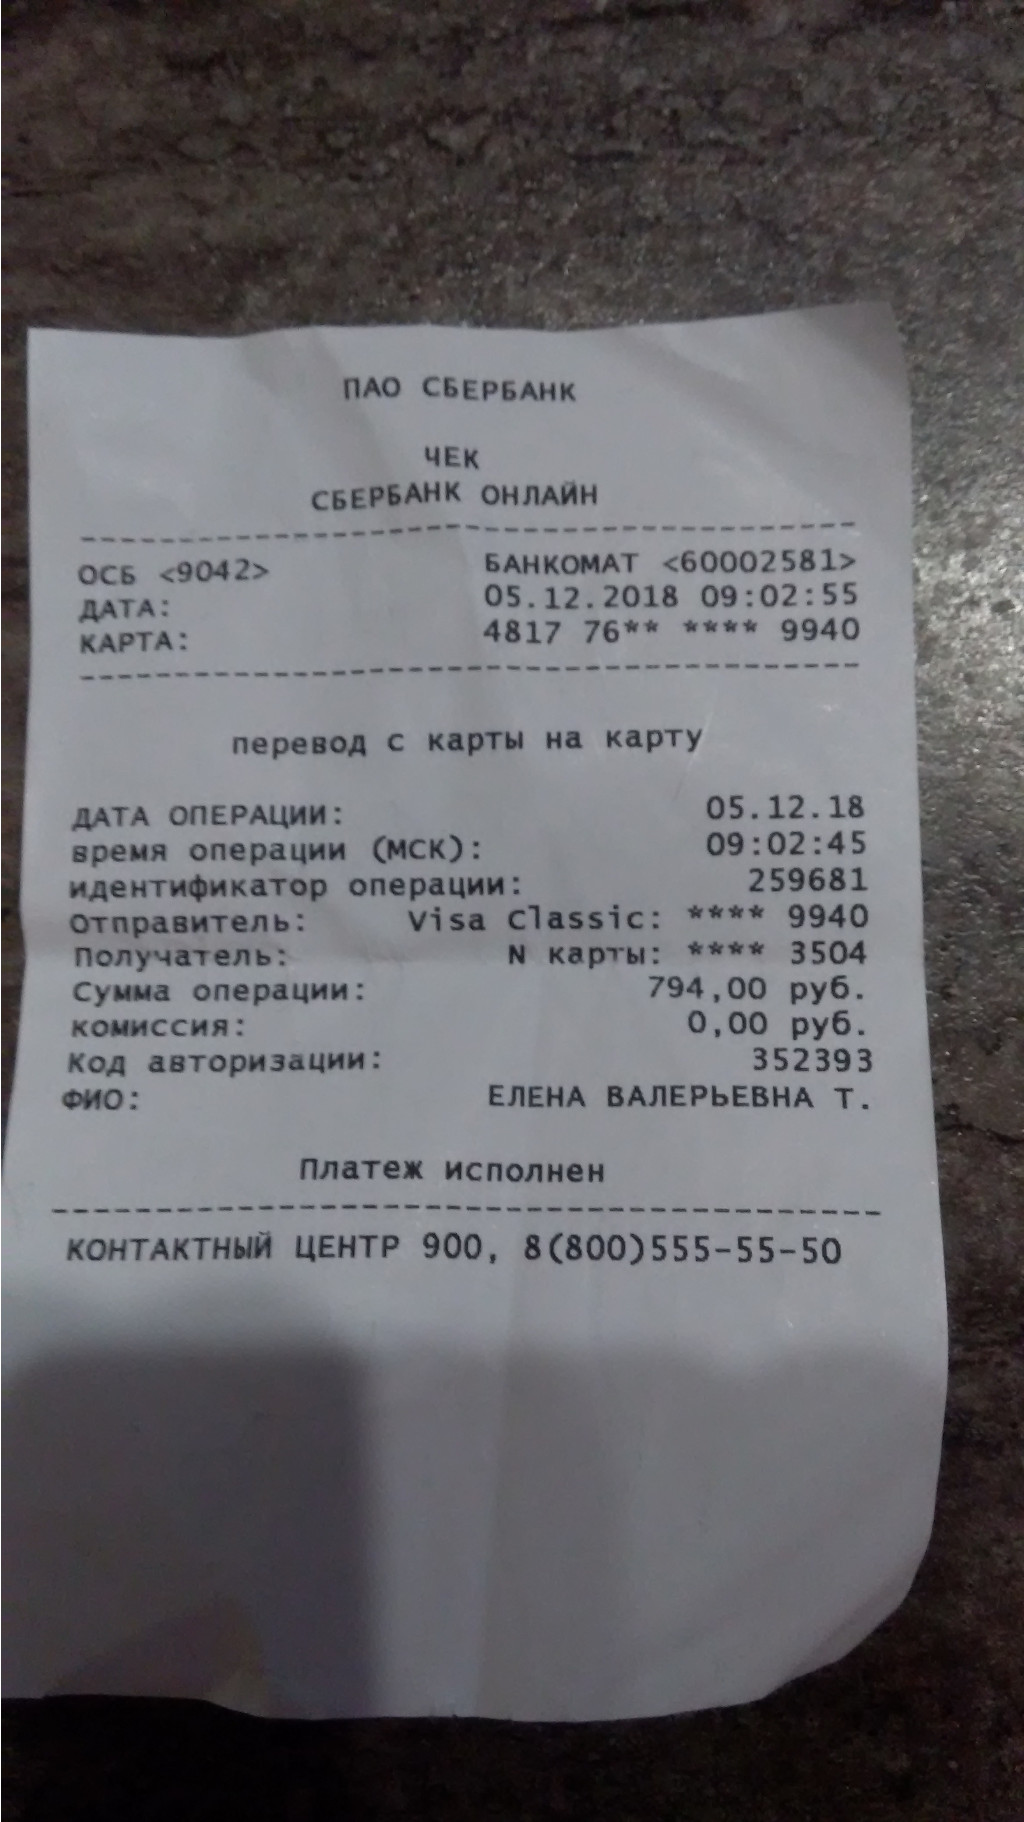 ПАО СБЕРБАНК
ЧЕК
СБЕРБАНК ОНЛАЙН
----------------------------------------
ОСБ <9042> БАНКОМАТ <60002581>
ДАТА: 05.12.2018 09:02:55
КАРТА: 4817 76** **** 9940
----------------------------------------
перевод с карты на карту
ДАТА ОПЕРАЦИИ: 05.12.18
время операции (МСК): 09:02:45
идентификатор операции: 259681
Отправитель: Visa Classic: **** 9940
Получатель: N карты: **** 3504
Сумма операции: 794,00 руб.
комиссия: 0,00 руб.
Код авторизации: 352393
ФИО: ЕЛЕНА ВАЛЕРЬЕВНА Т.
Платеж исполнен
------------------------------------------
КОНТАКТНЫЙ ЦЕНТР 900, 8(800)555-55-50